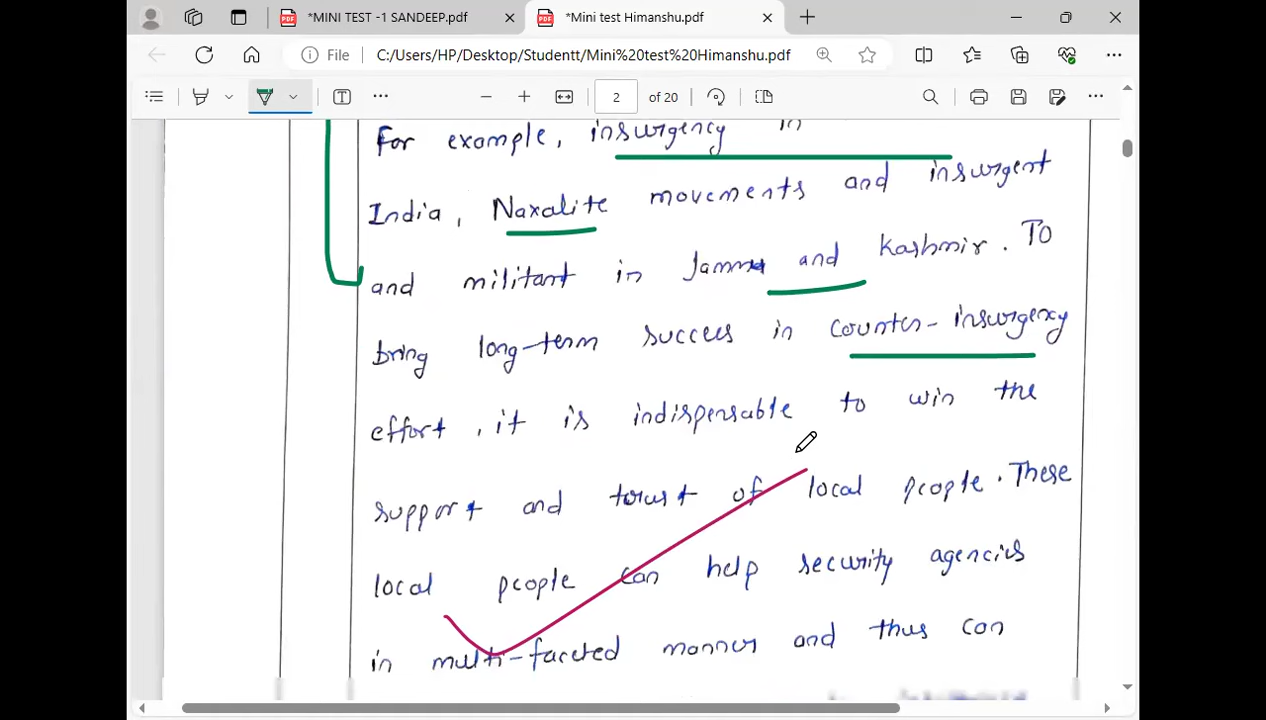 *MINI TEST -1 SANDEEP.pdf
*Mini test Himanshu.pdf
File
C:/Users/HP/Desktop/Studentt/Mini%20test%20Himanshu.pdf
2 of 20
For example, insurgency in
India, Naxalite movements and insurgent
and militant in Jammu and Kashmir. To
bring long-term success in counter-insurgency
effort, it is indispensable to win the
support and trust of local people. These
local people can help security agencies
in multi-faceted manner and thus can